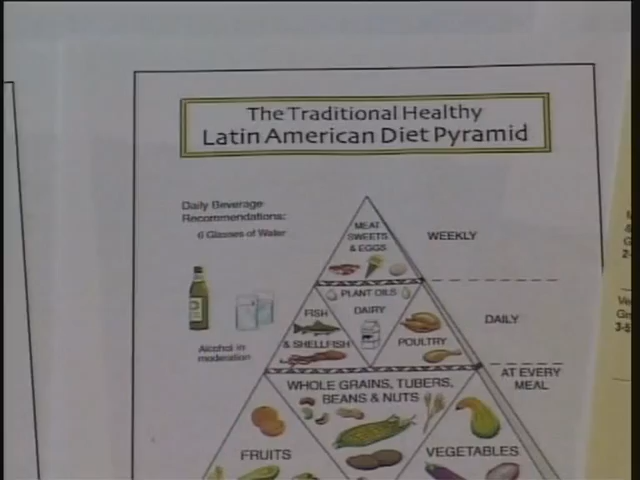 The Traditional Healthy
Latin American Diet Pyramid
Daily Beverage
Recommendations:
6 Glasses of Water
Alcohol in
moderation
MEAT
SWEETS
& EGGS
WEEKLY
PLANT OILS
FISH
& SHELLFISH
DAIRY
POULTRY
DAILY
AT EVERY
MEAL
WHOLE GRAINS, TUBERS,
BEANS & NUTS
FRUITS
VEGETABLES